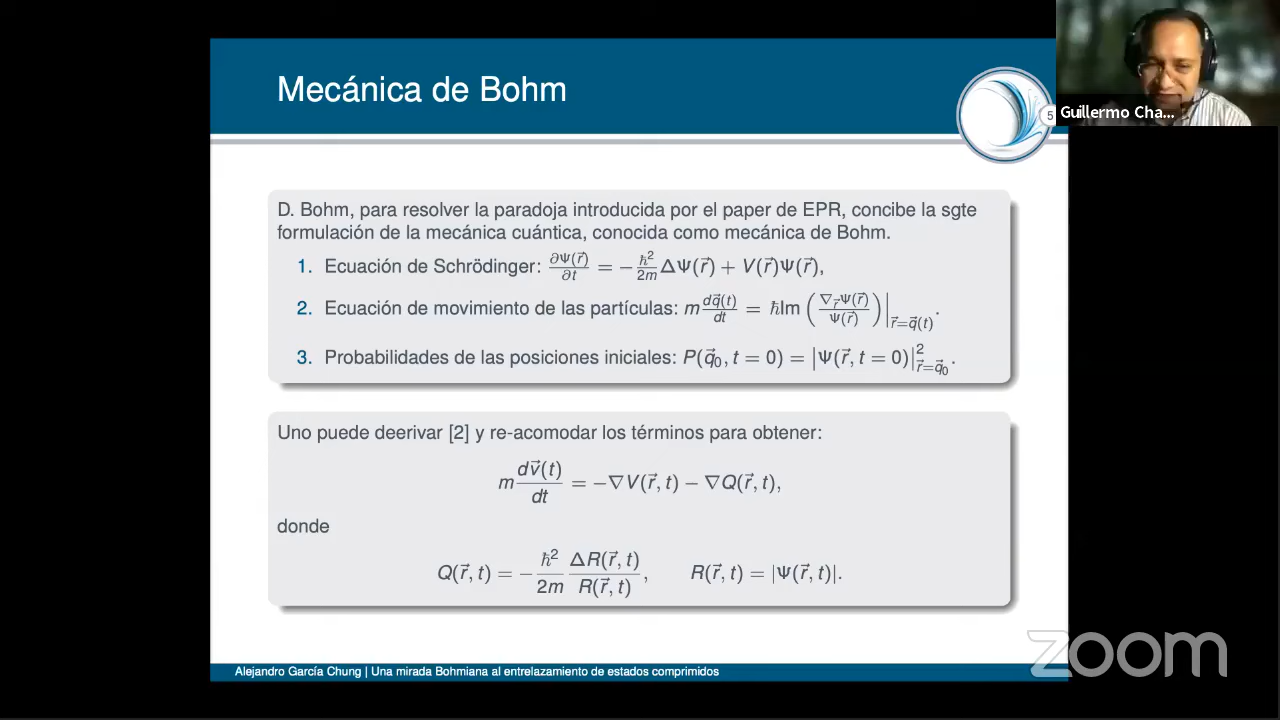 Mecánica de Bohm
5
Guillermo Cha...
D. Bohm, para resolver la paradoja introducida por el paper de EPR, concibe la sgte
formulación de la mecánica cuántica, conocida como mecánica de Bohm.
1. Ecuación de Schrödinger: ∂Ψ(r⃗)/∂t = −ħ²/2m ΔΨ(r⃗) + V(r⃗)Ψ(r⃗),
2. Ecuación de movimiento de las partículas: m dq⃗(t)/dt = ħIm (∇_r⃗Ψ(r⃗)/Ψ(r⃗))|_r⃗=q⃗(t).
3. Probabilidades de las posiciones iniciales: P(q⃗₀, t = 0) = |Ψ(r⃗, t = 0)|²_r⃗=q⃗₀.
Uno puede deerivar [2] y re-acomodar los términos para obtener:
m dv⃗(t)/dt = −∇V(r⃗, t) − ∇Q(r⃗, t),
donde
Q(r⃗, t) = −ħ²/2m ΔR(r⃗, t)/R(r⃗, t), R(r⃗, t) = |Ψ(r⃗, t)|.
Alejandro García Chung | Una mirada Bohmiana al entrelazamiento de estados comprimidos
zoom